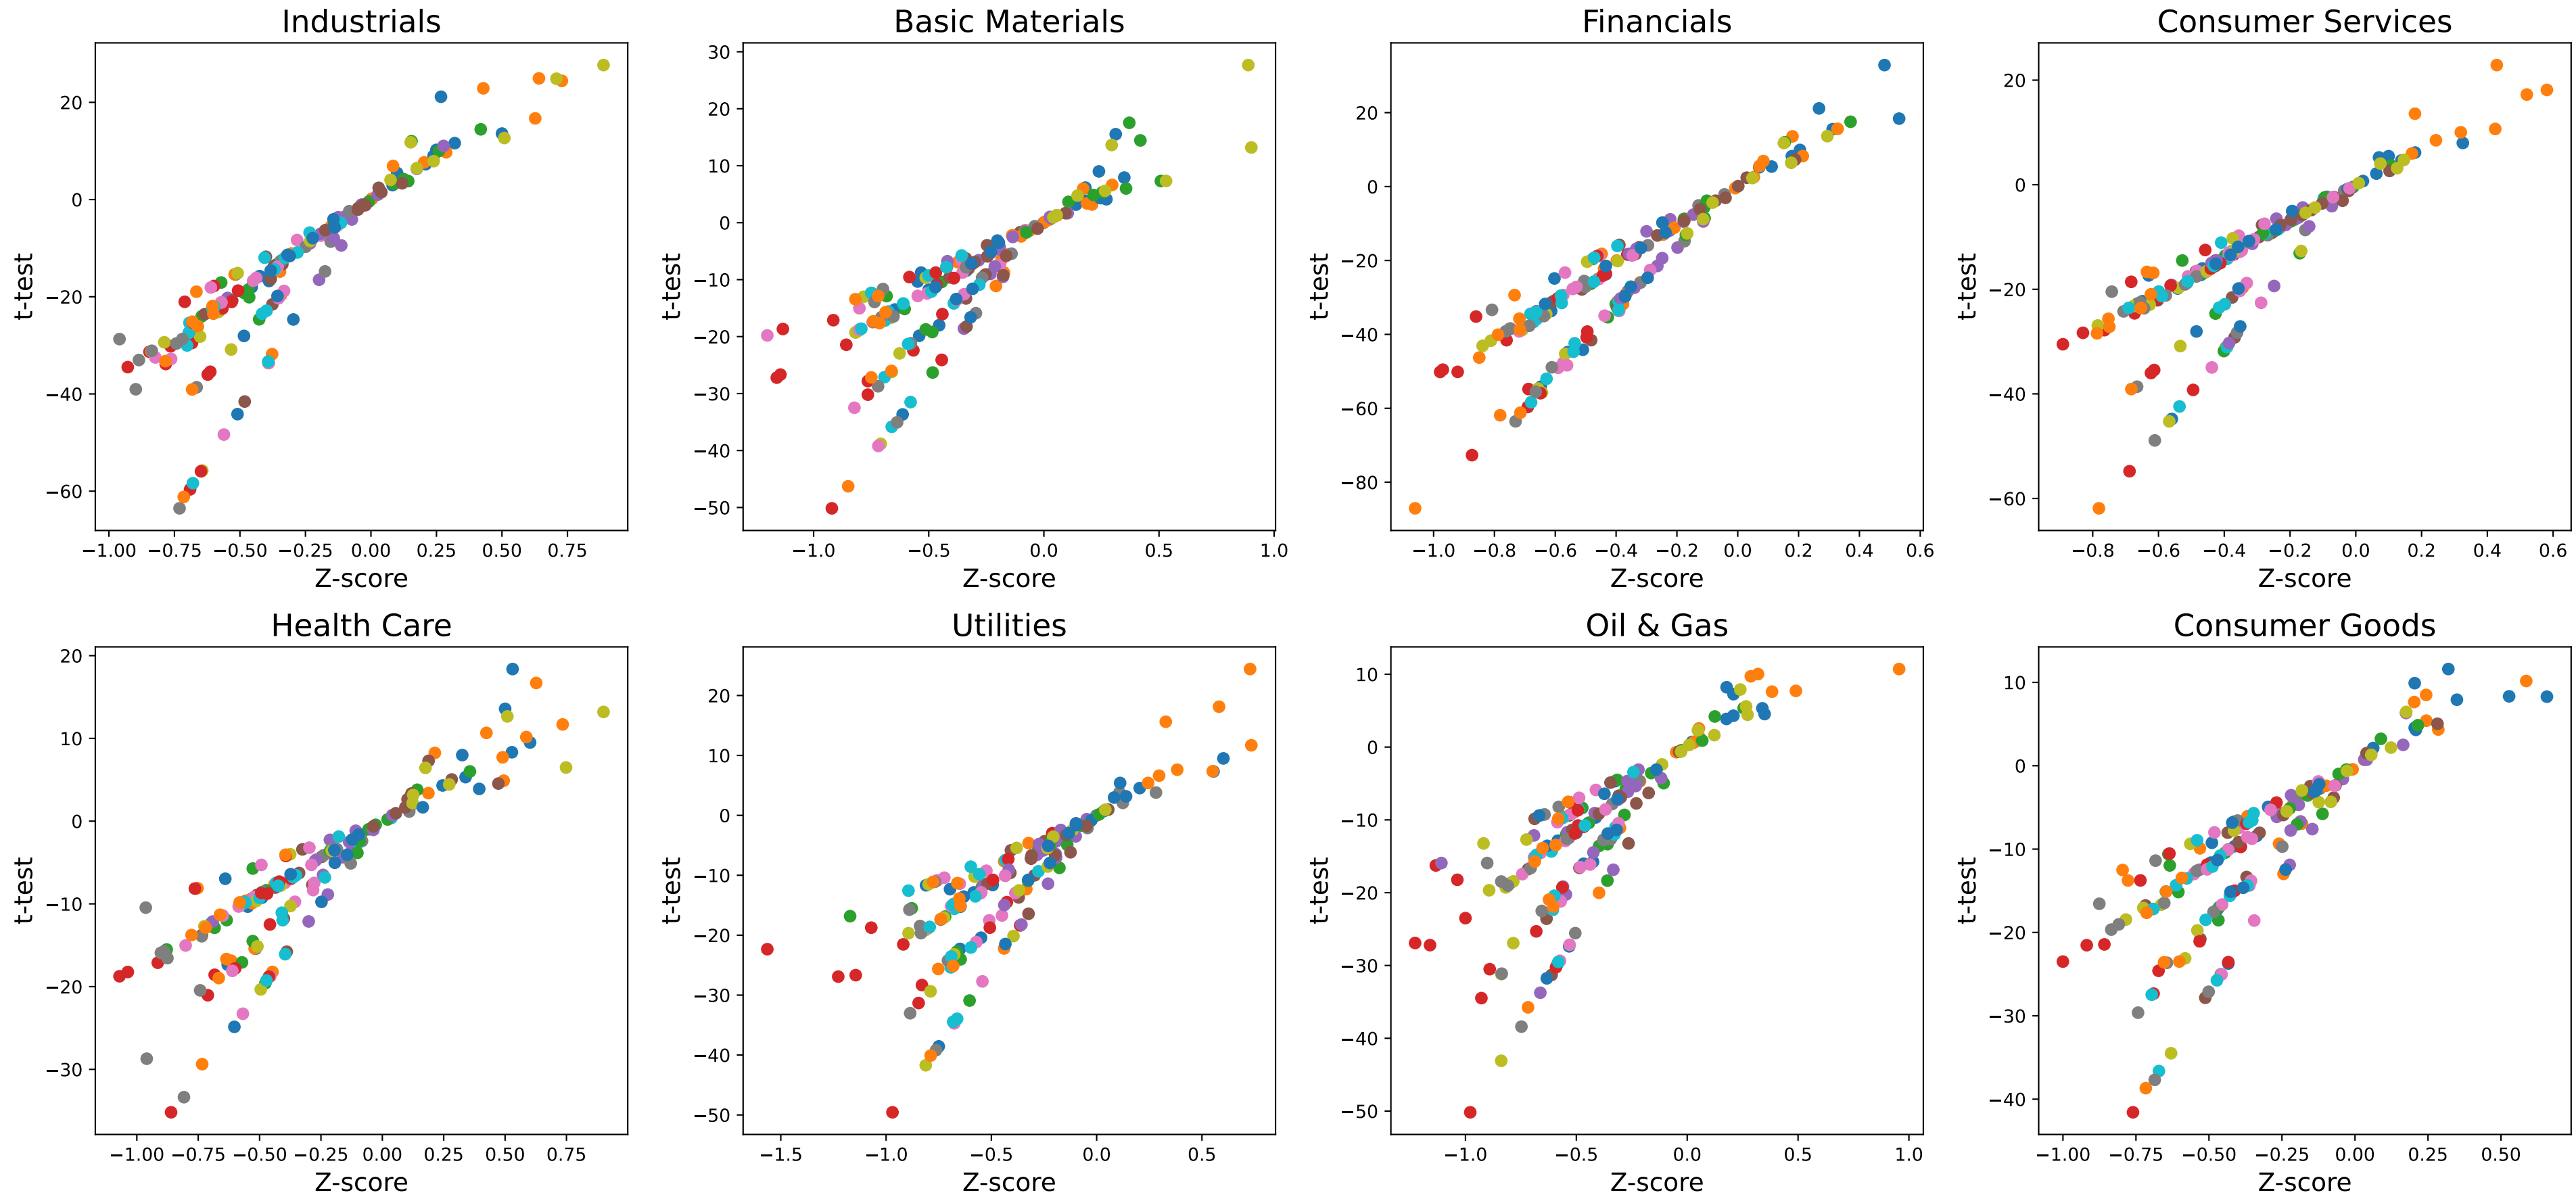 Industrials
20
0
−20
−40
−60
t-test
−1.00 −0.75 −0.50 −0.25 0.00 0.25 0.50 0.75
Z-score
Basic Materials
30
20
10
0
−10
−20
−30
−40
−50
t-test
−1.0 −0.5 0.0 0.5 1.0
Z-score
Financials
20
0
−20
−40
−60
−80
t-test
−1.0 −0.8 −0.6 −0.4 −0.2 0.0 0.2 0.4 0.6
Z-score
Consumer Services
20
0
−20
−40
−60
t-test
−0.8 −0.6 −0.4 −0.2 0.0 0.2 0.4 0.6
Z-score
Health Care
20
10
0
−10
−20
−30
t-test
−1.00 −0.75 −0.50 −0.25 0.00 0.25 0.50 0.75
Z-score
Utilities
20
10
0
−10
−20
−30
−40
−50
t-test
−1.5 −1.0 −0.5 0.0 0.5
Z-score
Oil & Gas
10
0
−10
−20
−30
−40
−50
t-test
−1.0 −0.5 0.0 0.5 1.0
Z-score
Consumer Goods
10
0
−10
−20
−30
−40
t-test
−1.00 −0.75 −0.50 −0.25 0.00 0.25 0.50
Z-score